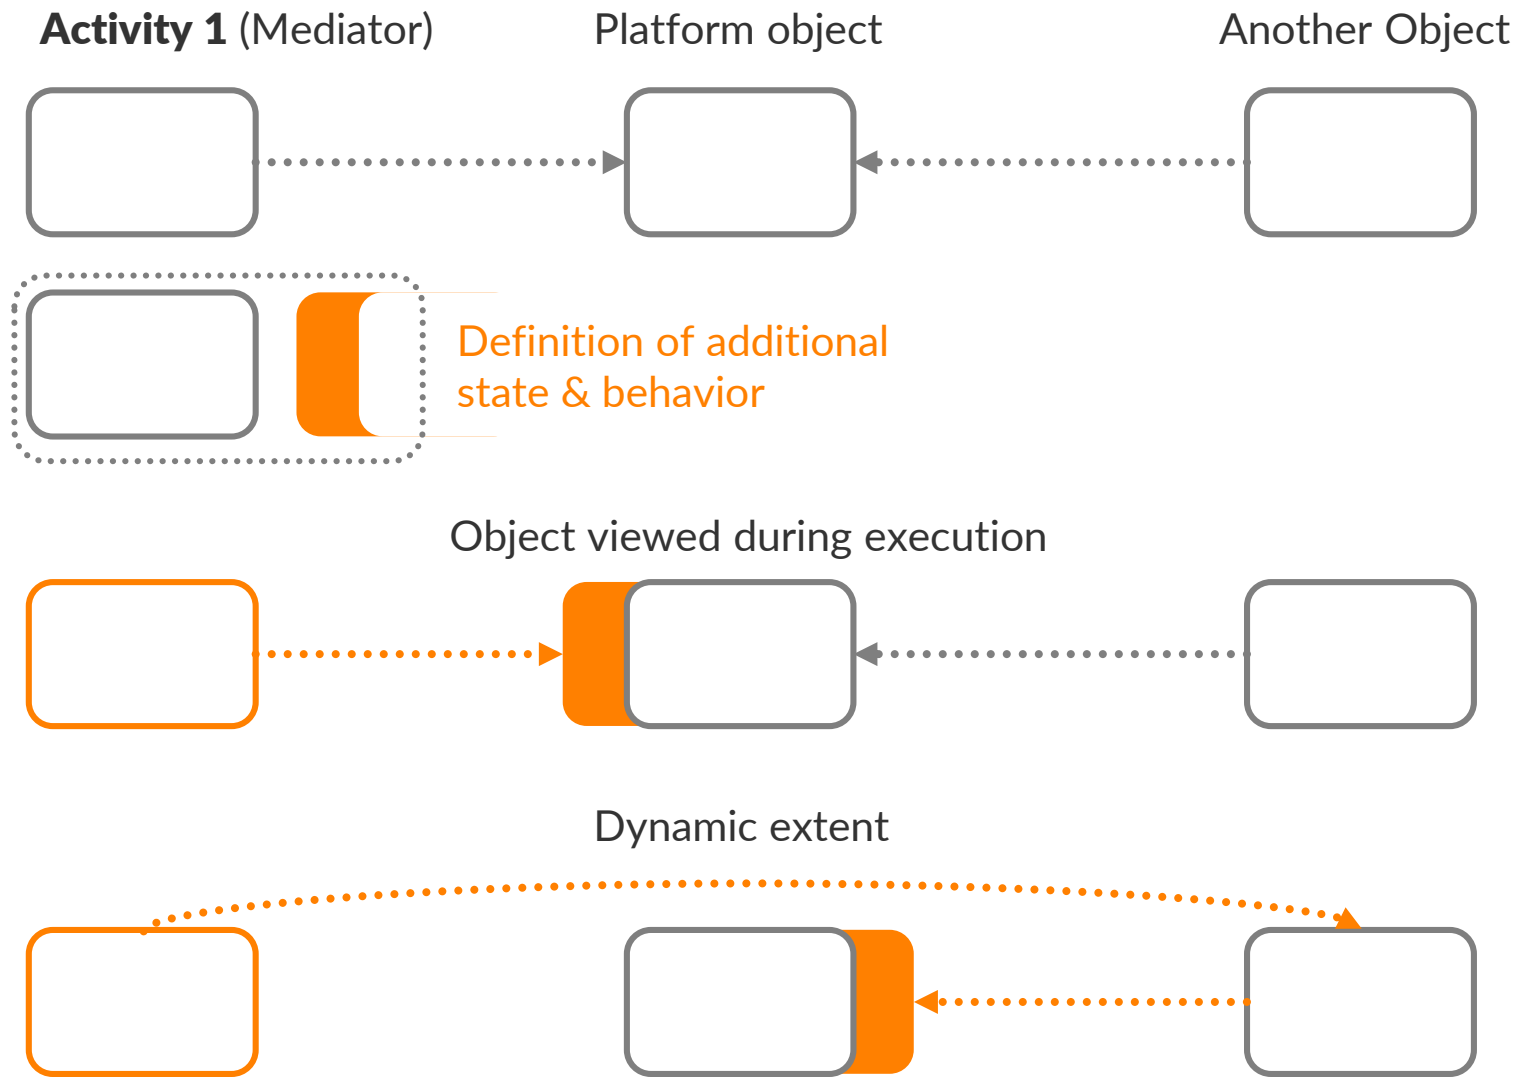 Activity 1 (Mediator)
Platform object
Another Object
Definition of additional
state & behavior
Object viewed during execution
Dynamic extent